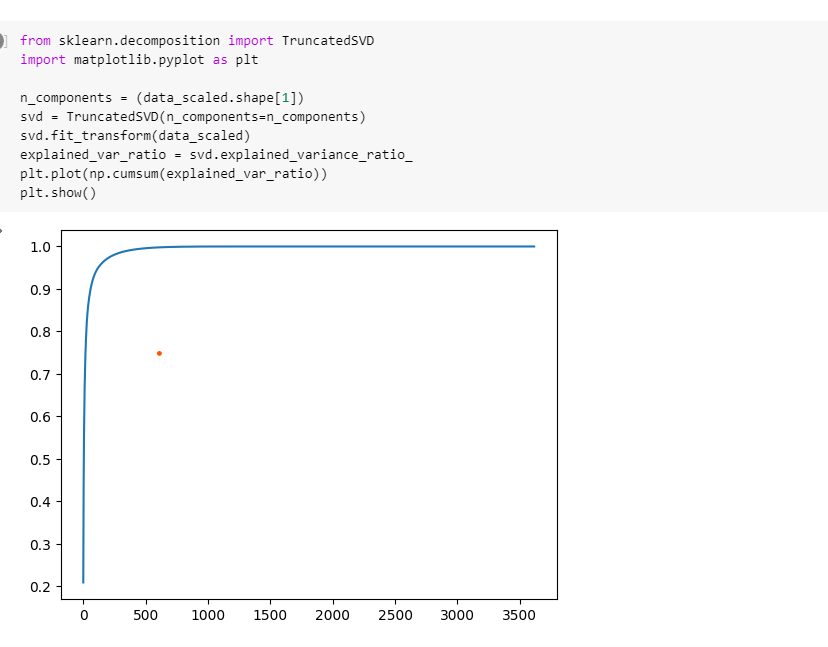 from sklearn.decomposition import TruncatedSVD
import matplotlib.pyplot as plt
n_components = (data_scaled.shape[1])
svd = TruncatedSVD(n_components=n_components)
svd.fit_transform(data_scaled)
explained_var_ratio = svd.explained_variance_ratio_
plt.plot(np.cumsum(explained_var_ratio))
plt.show()
1.0
0.9
0.8
0.7
0.6
0.5
0.4
0.3
0.2
0 500 1000 1500 2000 2500 3000 3500